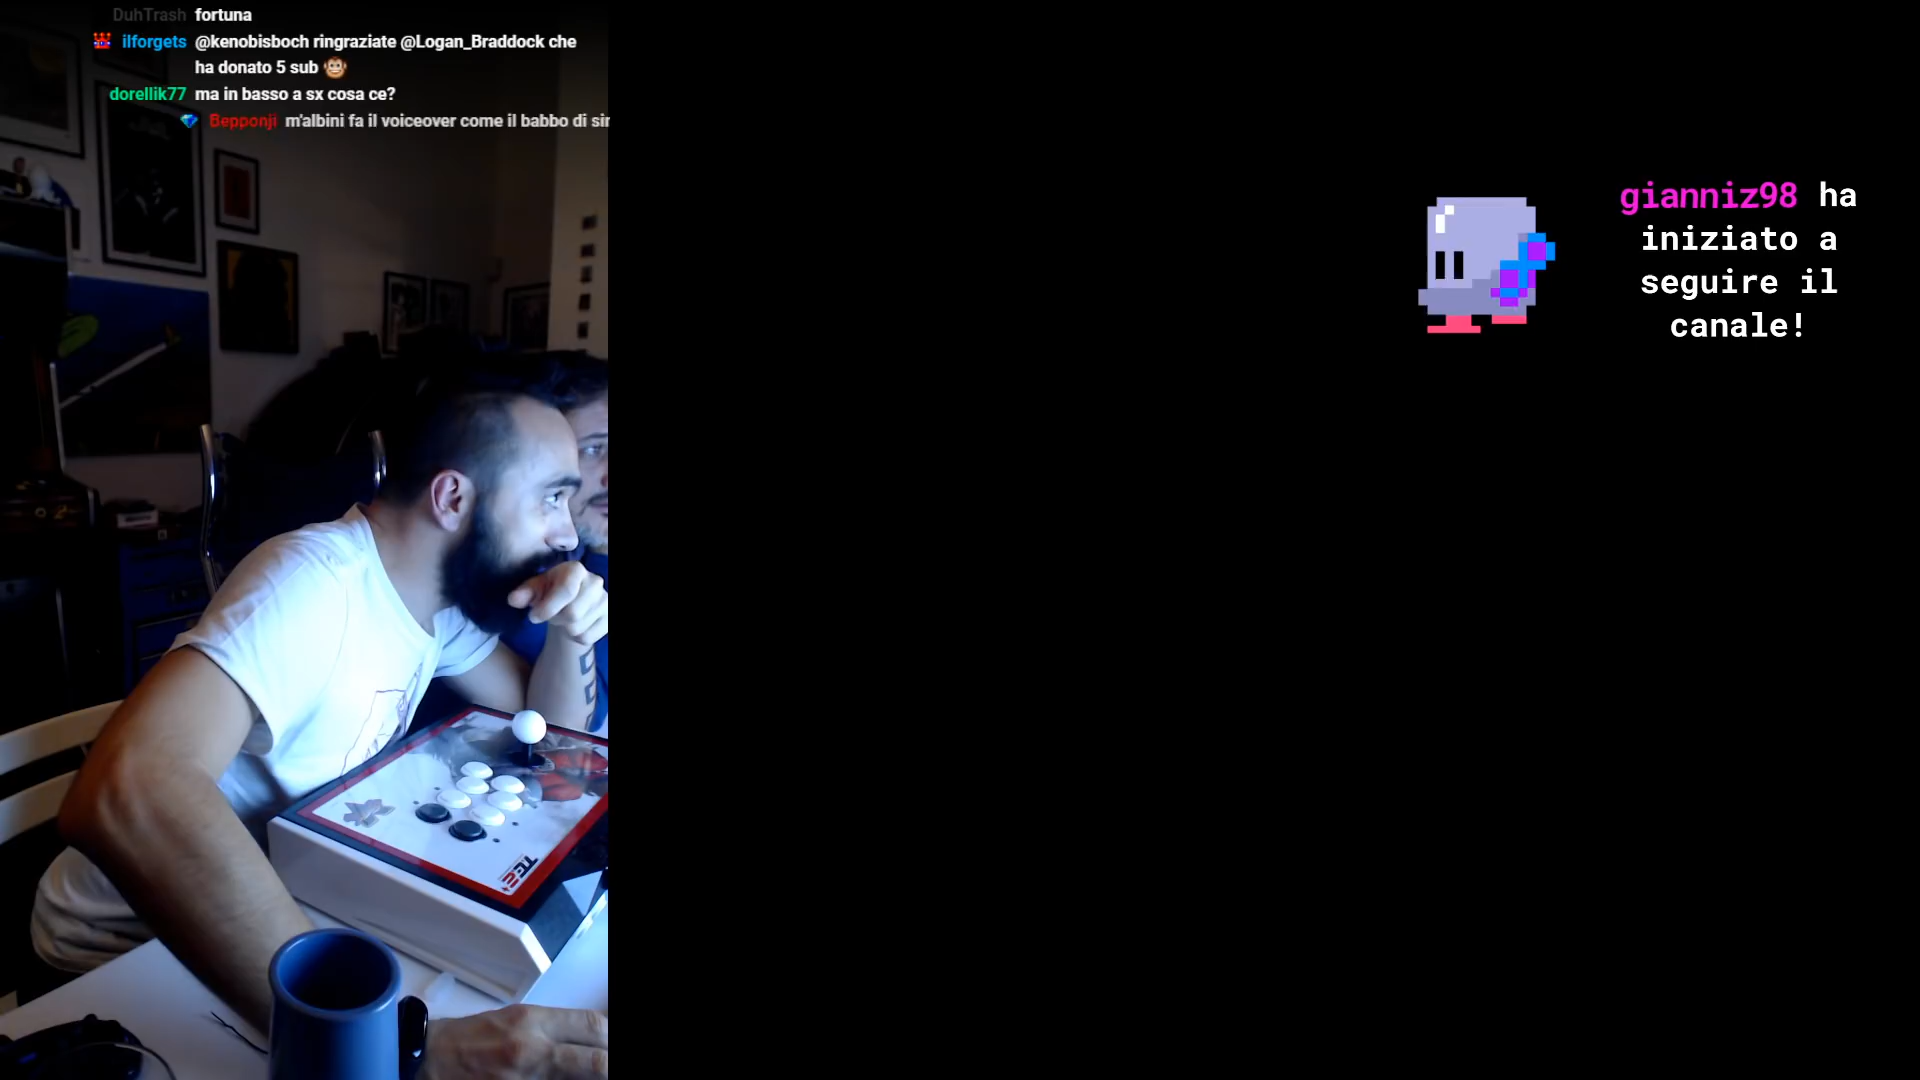 DuhTrash fortuna
ilforgets @kenobisboch ringraziate @Logan_Braddock che
ha donato 5 sub
dorellik77 ma in basso a sx cosa ce?
Bepponji m'albini fa il voiceover come il babbo di sir
gianniz98 ha
iniziato a
seguire il
canale!
TE2+